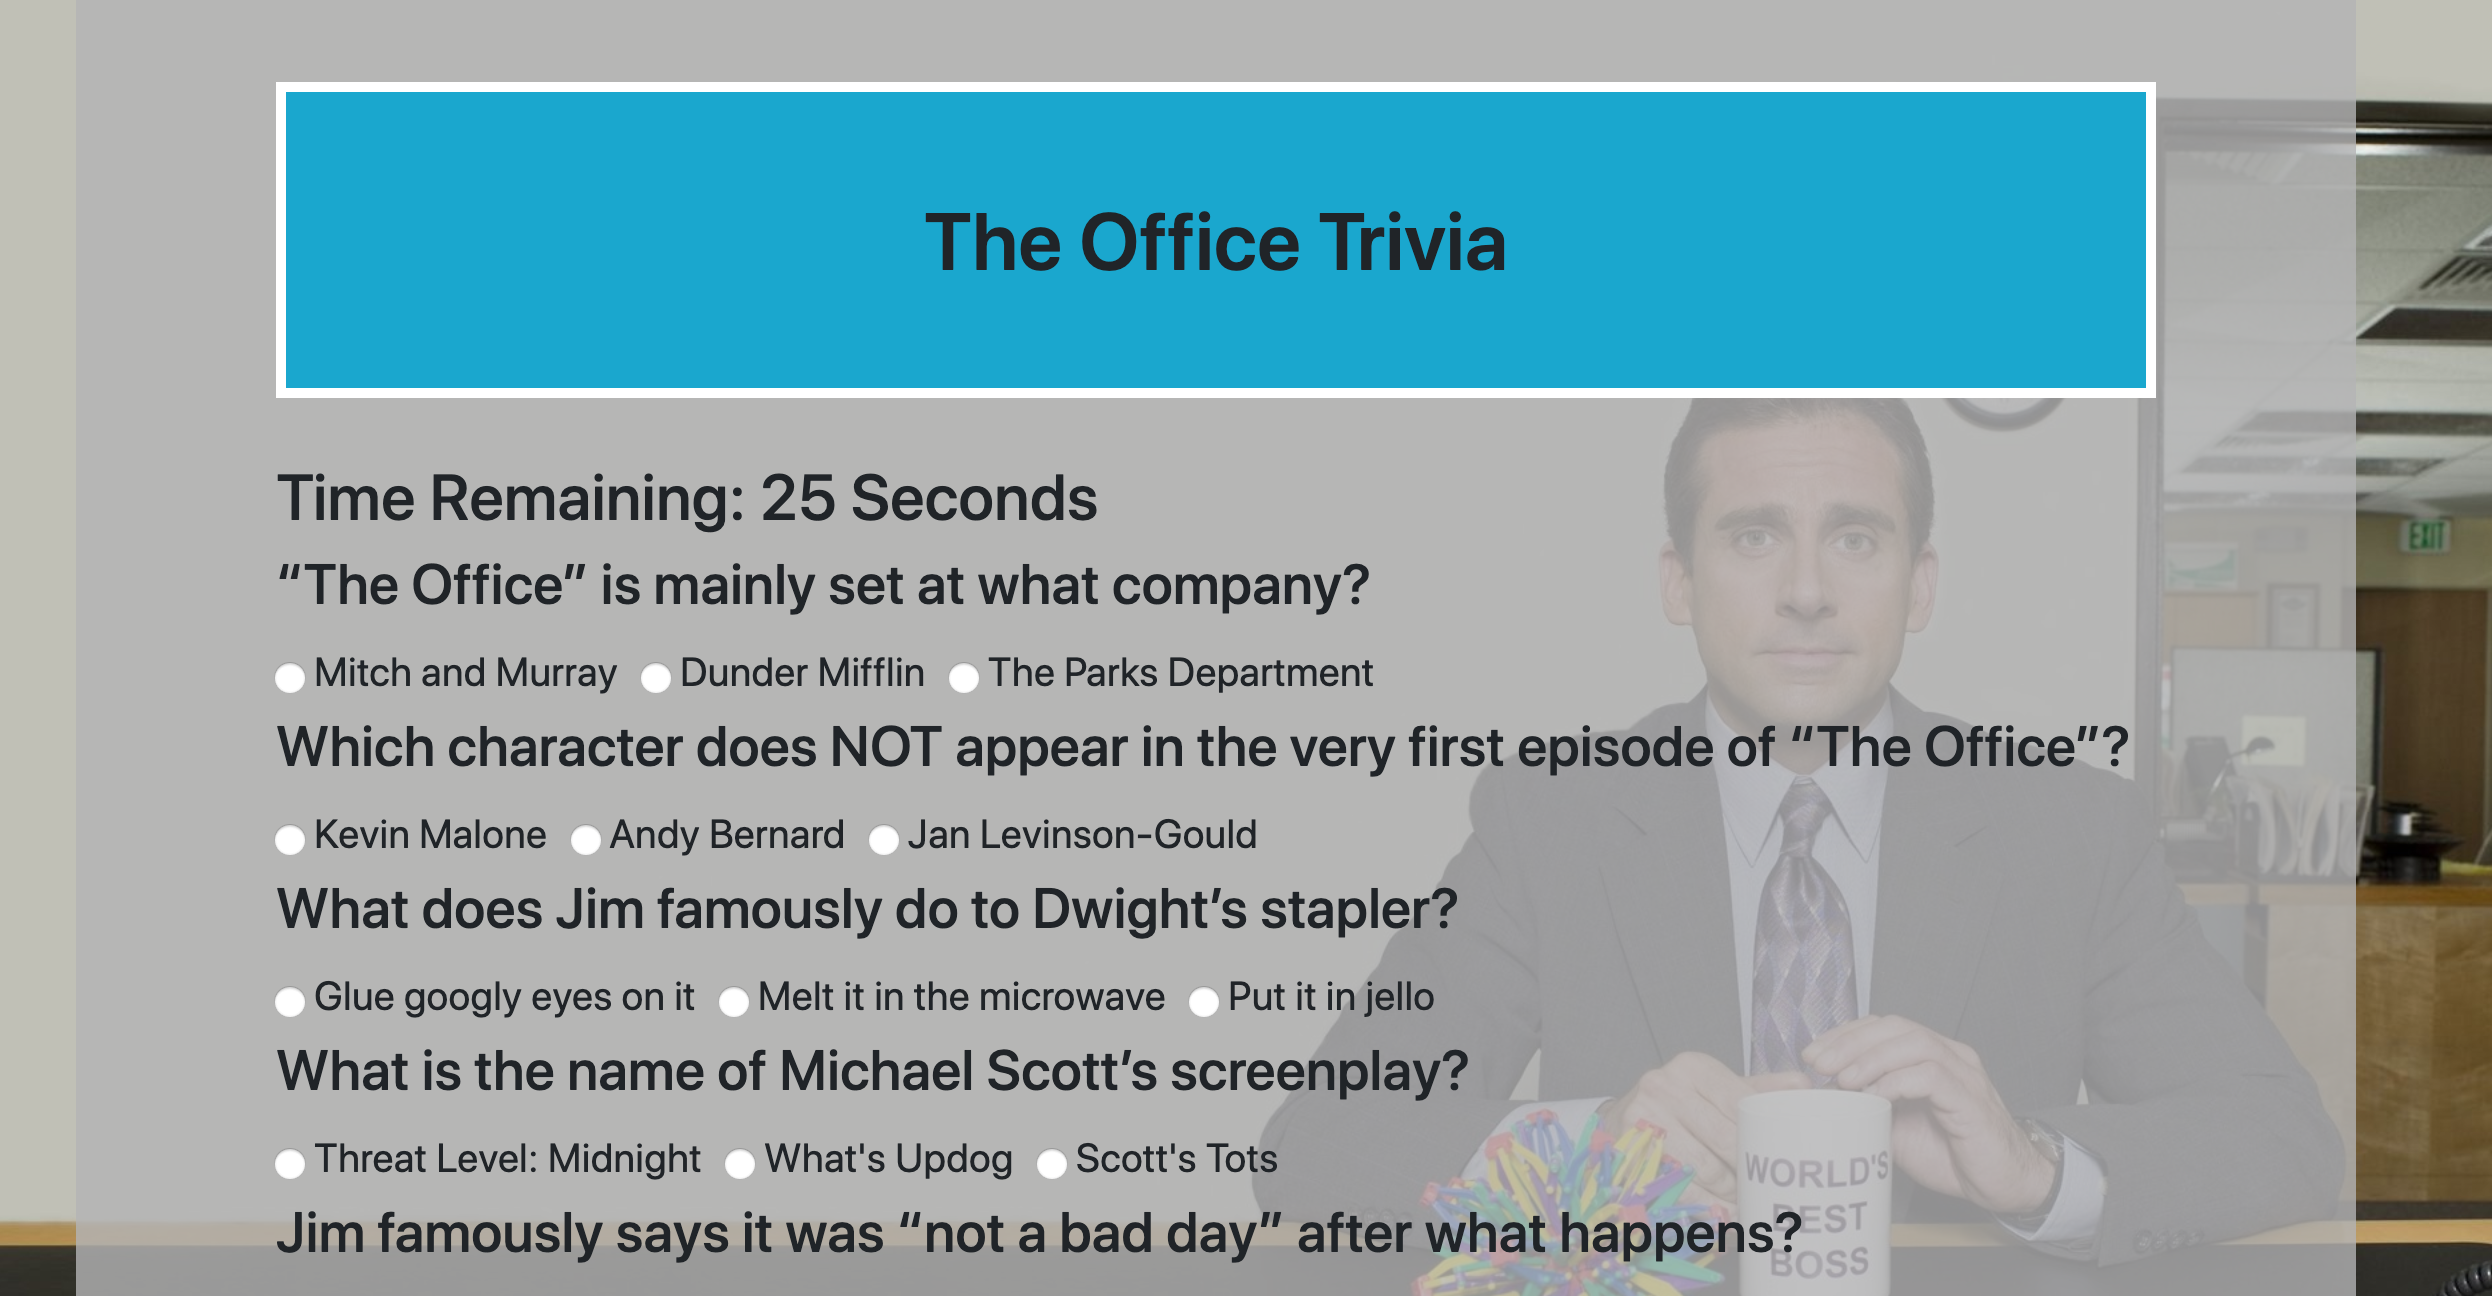 The Office Trivia
Time Remaining: 25 Seconds
“The Office” is mainly set at what company?
Mitch and Murray Dunder Mifflin The Parks Department
Which character does NOT appear in the very first episode of “The Office”?
Kevin Malone Andy Bernard Jan Levinson-Gould
What does Jim famously do to Dwight’s stapler?
Glue googly eyes on it Melt it in the microwave Put it in jello
What is the name of Michael Scott’s screenplay?
Threat Level: Midnight What's Updog Scott's Tots
Jim famously says it was “not a bad day” after what happens?
WORLD'S
BEST
BOSS
EXIT